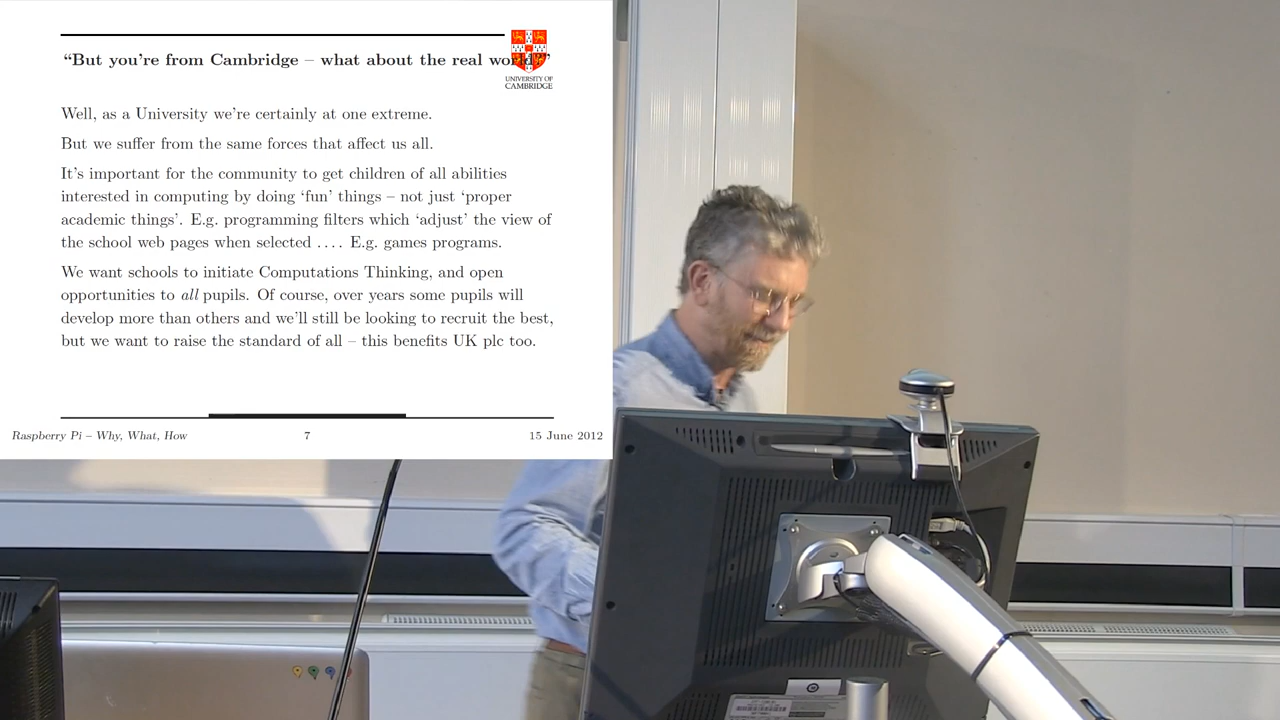 “But you’re from Cambridge – what about the real world?”
UNIVERSITY OF
CAMBRIDGE
Well, as a University we’re certainly at one extreme.
But we suffer from the same forces that affect us all.
It’s important for the community to get children of all abilities
interested in computing by doing ‘fun’ things – not just ‘proper
academic things’. E.g. programming filters which ‘adjust’ the view of
the school web pages when selected .... E.g. games programs.
We want schools to initiate Computations Thinking, and open
opportunities to all pupils. Of course, over years some pupils will
develop more than others and we’ll still be looking to recruit the best,
but we want to raise the standard of all – this benefits UK plc too.
Raspberry Pi – Why, What, How
7
15 June 2012